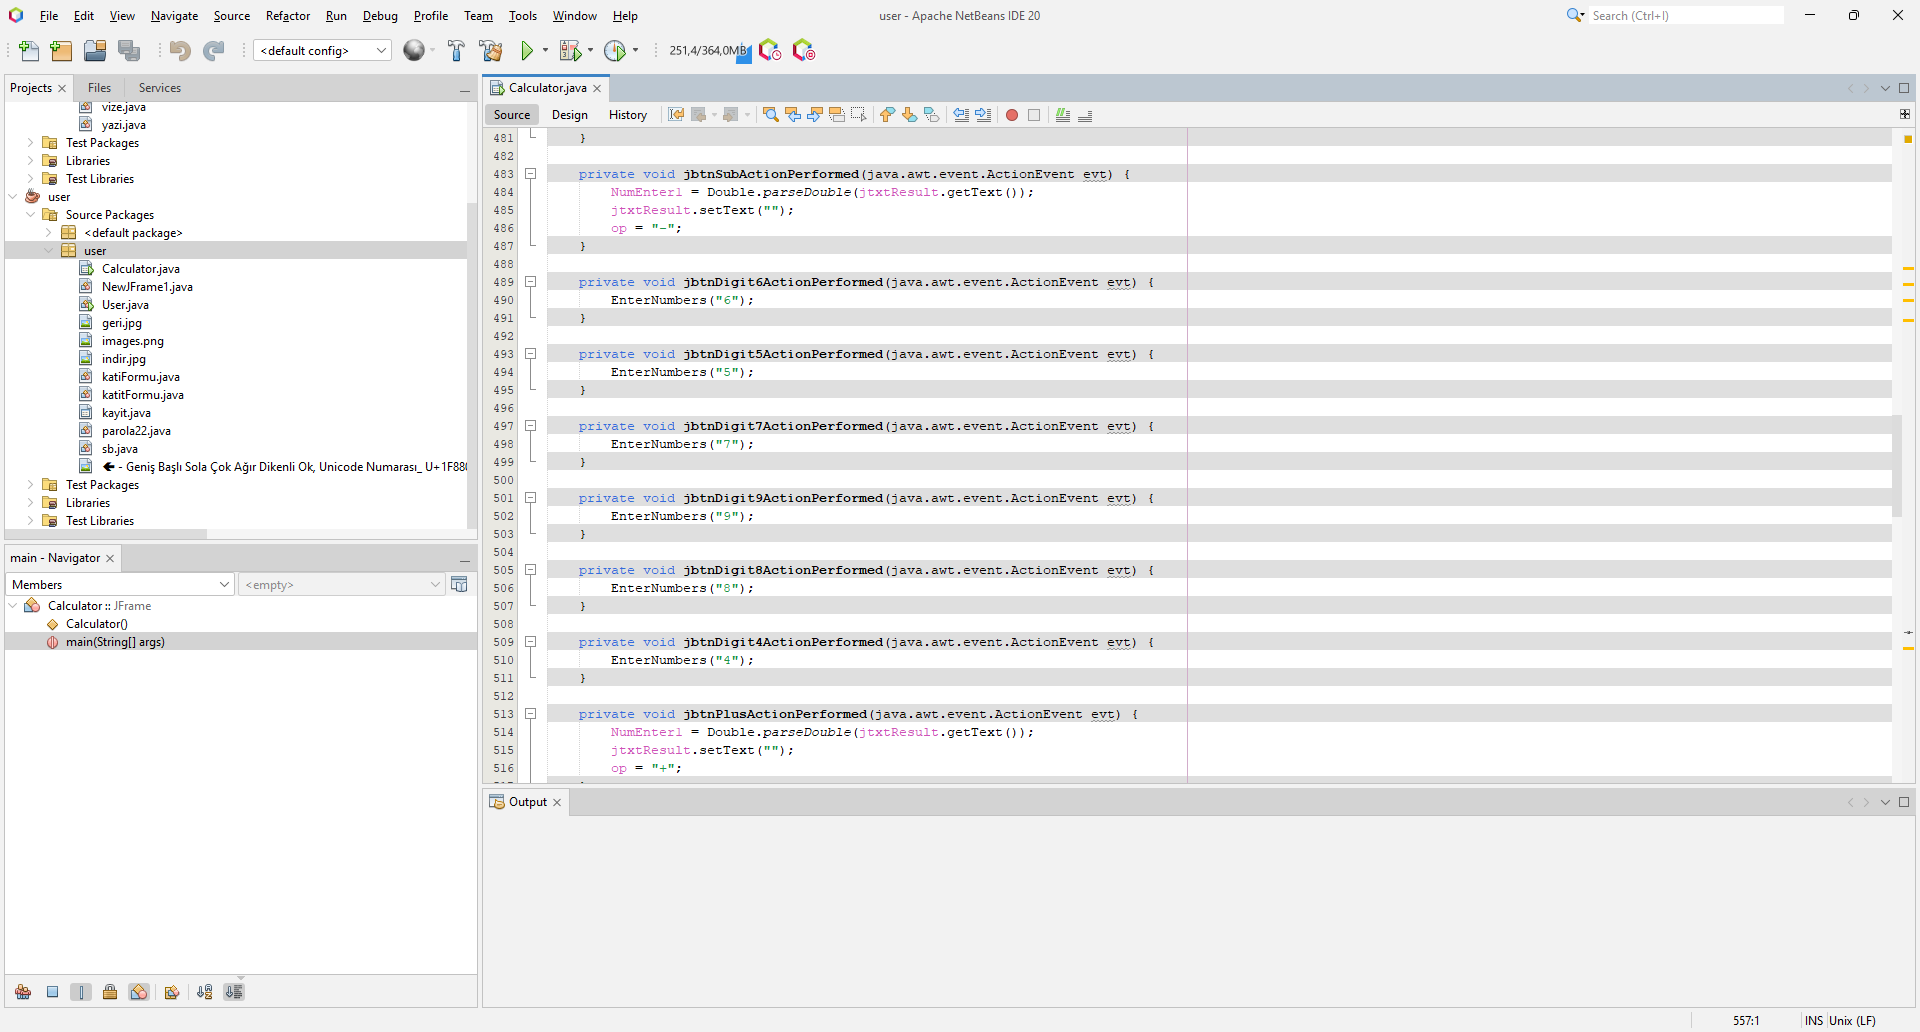 File Edit View Navigate Source Refactor Run Debug Profile Team Tools Window Help
user - Apache NetBeans IDE 20
Search (Ctrl+I)
<default config>
251,4/364,0MB
Projects Files Services
vize.java
yazi.java
Test Packages
Libraries
Test Libraries
user
Source Packages
<default package>
user
Calculator.java
NewJFrame1.java
User.java
geri.jpg
images.png
indir.jpg
katiFormu.java
katitFormu.java
kayit.java
parola22.java
sb.java
🡸 - Geniş Başlı Sola Çok Ağır Dikenli Ok, Unicode Numarası_ U+1F88
Test Packages
Libraries
Test Libraries
main - Navigator
Members
<empty>
Calculator :: JFrame
Calculator()
main(String[] args)
Calculator.java
Source Design History
481 }
482
483 private void jbtnSubActionPerformed(java.awt.event.ActionEvent evt) {
484 NumEnter1 = Double.parseDouble(jtxtResult.getText());
485 jtxtResult.setText("");
486 op = "-";
487 }
488
489 private void jbtnDigit6ActionPerformed(java.awt.event.ActionEvent evt) {
490 EnterNumbers("6");
491 }
492
493 private void jbtnDigit5ActionPerformed(java.awt.event.ActionEvent evt) {
494 EnterNumbers("5");
495 }
496
497 private void jbtnDigit7ActionPerformed(java.awt.event.ActionEvent evt) {
498 EnterNumbers("7");
499 }
500
501 private void jbtnDigit9ActionPerformed(java.awt.event.ActionEvent evt) {
502 EnterNumbers("9");
503 }
504
505 private void jbtnDigit8ActionPerformed(java.awt.event.ActionEvent evt) {
506 EnterNumbers("8");
507 }
508
509 private void jbtnDigit4ActionPerformed(java.awt.event.ActionEvent evt) {
510 EnterNumbers("4");
511 }
512
513 private void jbtnPlusActionPerformed(java.awt.event.ActionEvent evt) {
514 NumEnter1 = Double.parseDouble(jtxtResult.getText());
515 jtxtResult.setText("");
516 op = "+";
Output
557:1 INS Unix (LF)